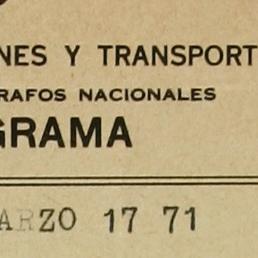 NES Y TRANSPORT
RAFOS NACIONALES
GRAMA
ARZO 17 71